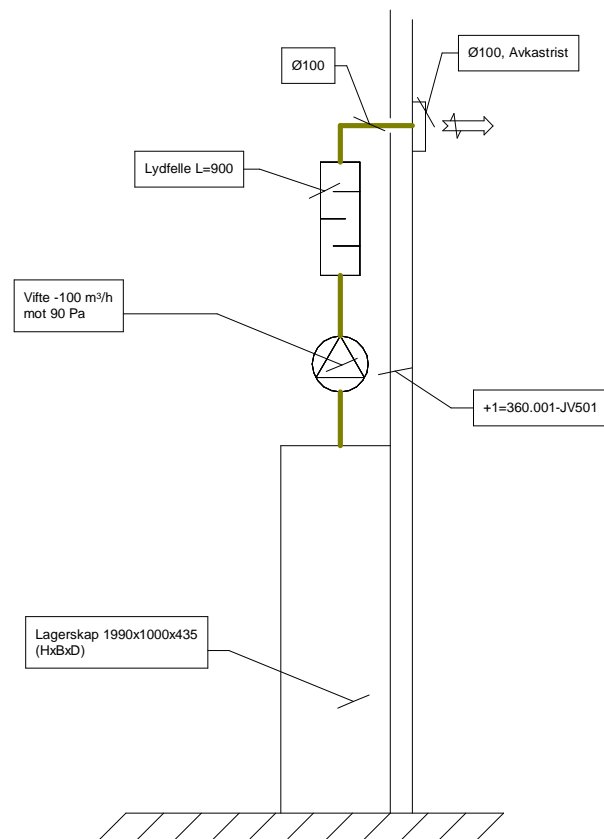 Ø100
Ø100, Avkastrist
Lydfelle L=900
Vifte -100 m³/h
mot 90 Pa
+1=360.001-JV501
Lagerskap 1990x1000x435
(HxBxD)